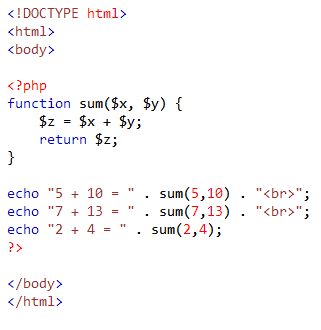 <!DOCTYPE html>
<html>
<body>
<?php
function sum($x, $y) {
    $z = $x + $y;
    return $z;
}
echo "5 + 10 = " . sum(5,10) . "<br>";
echo "7 + 13 = " . sum(7,13) . "<br>";
echo "2 + 4 = " . sum(2,4);
?>
</body>
</html>